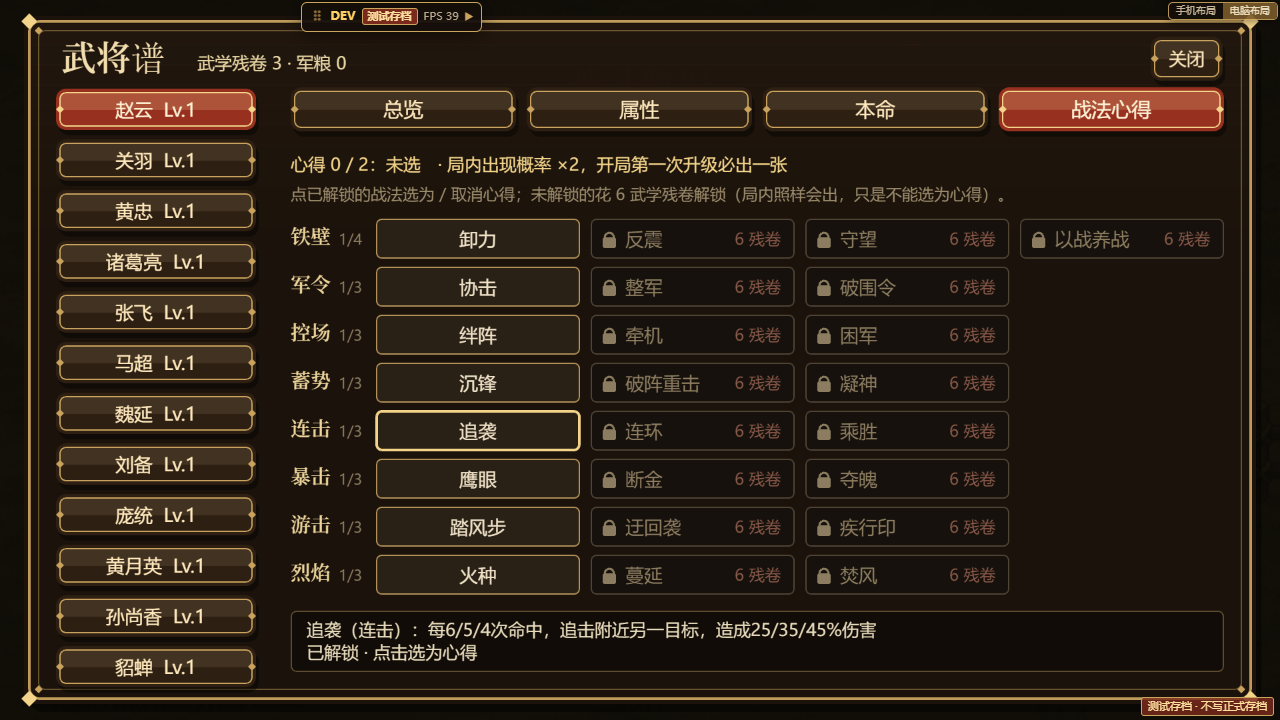 DEV 测试存档 FPS 39 ▶
手机布局 电脑布局
武将谱 武学残卷 3 · 军粮 0
关闭
赵云 Lv.1
关羽 Lv.1
黄忠 Lv.1
诸葛亮 Lv.1
张飞 Lv.1
马超 Lv.1
魏延 Lv.1
刘备 Lv.1
庞统 Lv.1
黄月英 Lv.1
孙尚香 Lv.1
貂蝉 Lv.1
总览 属性 本命 战法心得
心得 0 / 2：未选 · 局内出现概率 ×2，开局第一次升级必出一张
点已解锁的战法选为 / 取消心得；未解锁的花 6 武学残卷解锁（局内照样会出，只是不能选为心得）。
铁壁 1/4 卸力 反震 6 残卷 守望 6 残卷 以战养战 6 残卷
军令 1/3 协击 整军 6 残卷 破围令 6 残卷
控场 1/3 绊阵 牵机 6 残卷 困军 6 残卷
蓄势 1/3 沉锋 破阵重击 6 残卷 凝神 6 残卷
连击 1/3 追袭 连环 6 残卷 乘胜 6 残卷
暴击 1/3 鹰眼 断金 6 残卷 夺魄 6 残卷
游击 1/3 踏风步 迂回袭 6 残卷 疾行印 6 残卷
烈焰 1/3 火种 蔓延 6 残卷 焚风 6 残卷
追袭（连击）：每6/5/4次命中，追击附近另一目标，造成25/35/45%伤害
已解锁 · 点击选为心得
测试存档 · 不写正式存档